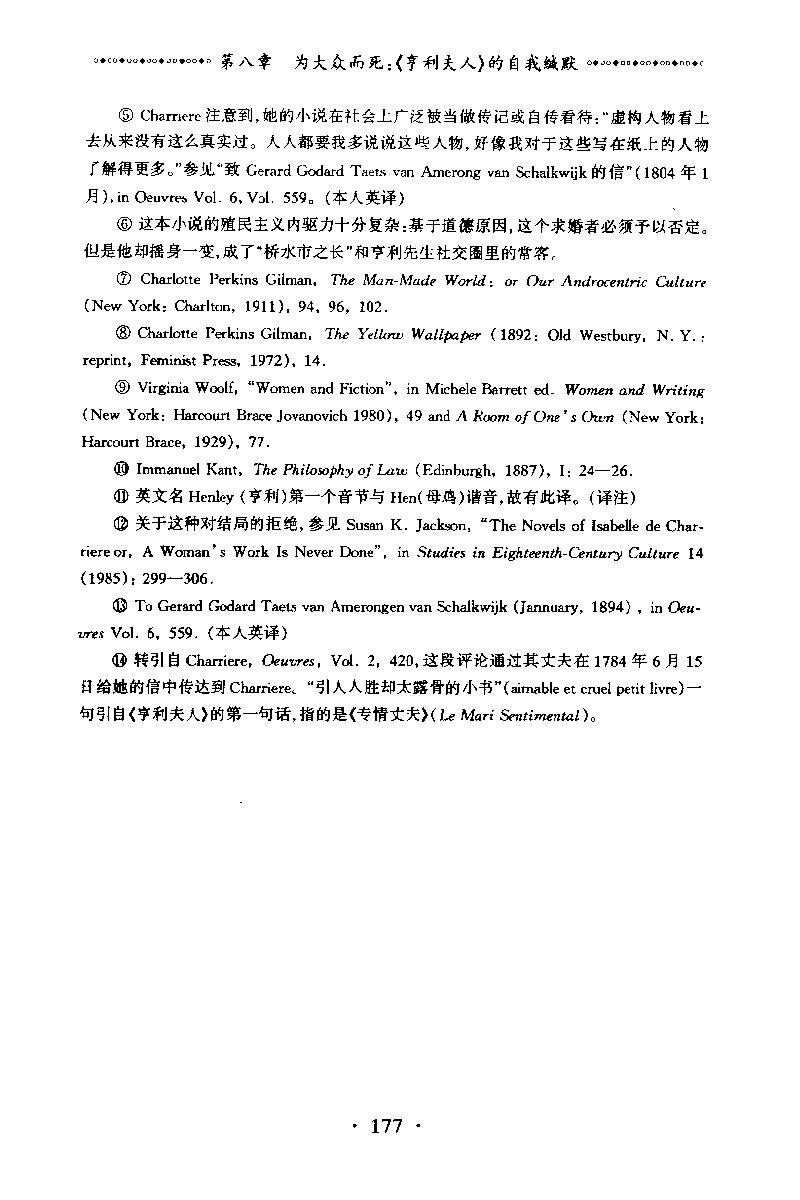 第八章 为大众而死:《亨利夫人》的自我缄默
⑤ Charriere 注意到,她的小说在社会上广泛被当做传记或自传看待:“虚构人物看上
去从来没有这么真实过。人人都要我多说说这些人物,好像我对于这些写在纸上的人物
了解得更多。”参见“致 Gerard Godard Taets van Amerong van Schalkwijk 的信”(1804 年 1
月), in Oeuvres Vol. 6, Vol. 559。(本人英译)
⑥ 这本小说的殖民主义内驱力十分复杂:基于道德原因,这个求婚者必须予以否定。
但是他却摇身一变,成了“桥水市之长”和亨利先生社交圈里的常客。
⑦ Charlotte Perkins Gilman, The Man-Made World: or Our Androcentric Culture
(New York: Charlton, 1911), 94, 96, 102.
⑧ Charlotte Perkins Gilman, The Yellow Wallpaper (1892: Old Westbury, N. Y.:
reprint, Feminist Press, 1972), 14.
⑨ Virginia Woolf, “Women and Fiction”, in Michele Barrett ed. Women and Writing
(New York: Harcourt Brace Jovanovich 1980), 49 and A Room of One's Own (New York:
Harcourt Brace, 1929), 77.
⑩ Immanuel Kant, The Philosophy of Law (Edinburgh, 1887), I: 24—26.
⑪ 英文名 Henley (亨利)第一个音节与 Hen(母鸡)谐音,故有此译。(译注)
⑫ 关于这种对结局的拒绝,参见 Susan K. Jackson, “The Novels of Isabelle de Char-
riere or, A Woman's Work Is Never Done”, in Studies in Eighteenth-Century Culture 14
(1985): 299—306.
⑬ To Gerard Godard Taets van Amerongen van Schalkwijk (Jannuary, 1894), in Oeu-
vres Vol. 6, 559. (本人英译)
⑭ 转引自 Charriere, Oeuvres, Vol. 2, 420,这段评论通过其丈夫在 1784 年 6 月 15
日给她的信中传达到 Charriere。“引人人胜却太露骨的小书”(aimable et cruel petit livre)一
句引自《亨利夫人》的第一句话,指的是《专情丈夫》(Le Mari Sentimental)。
· 177 ·